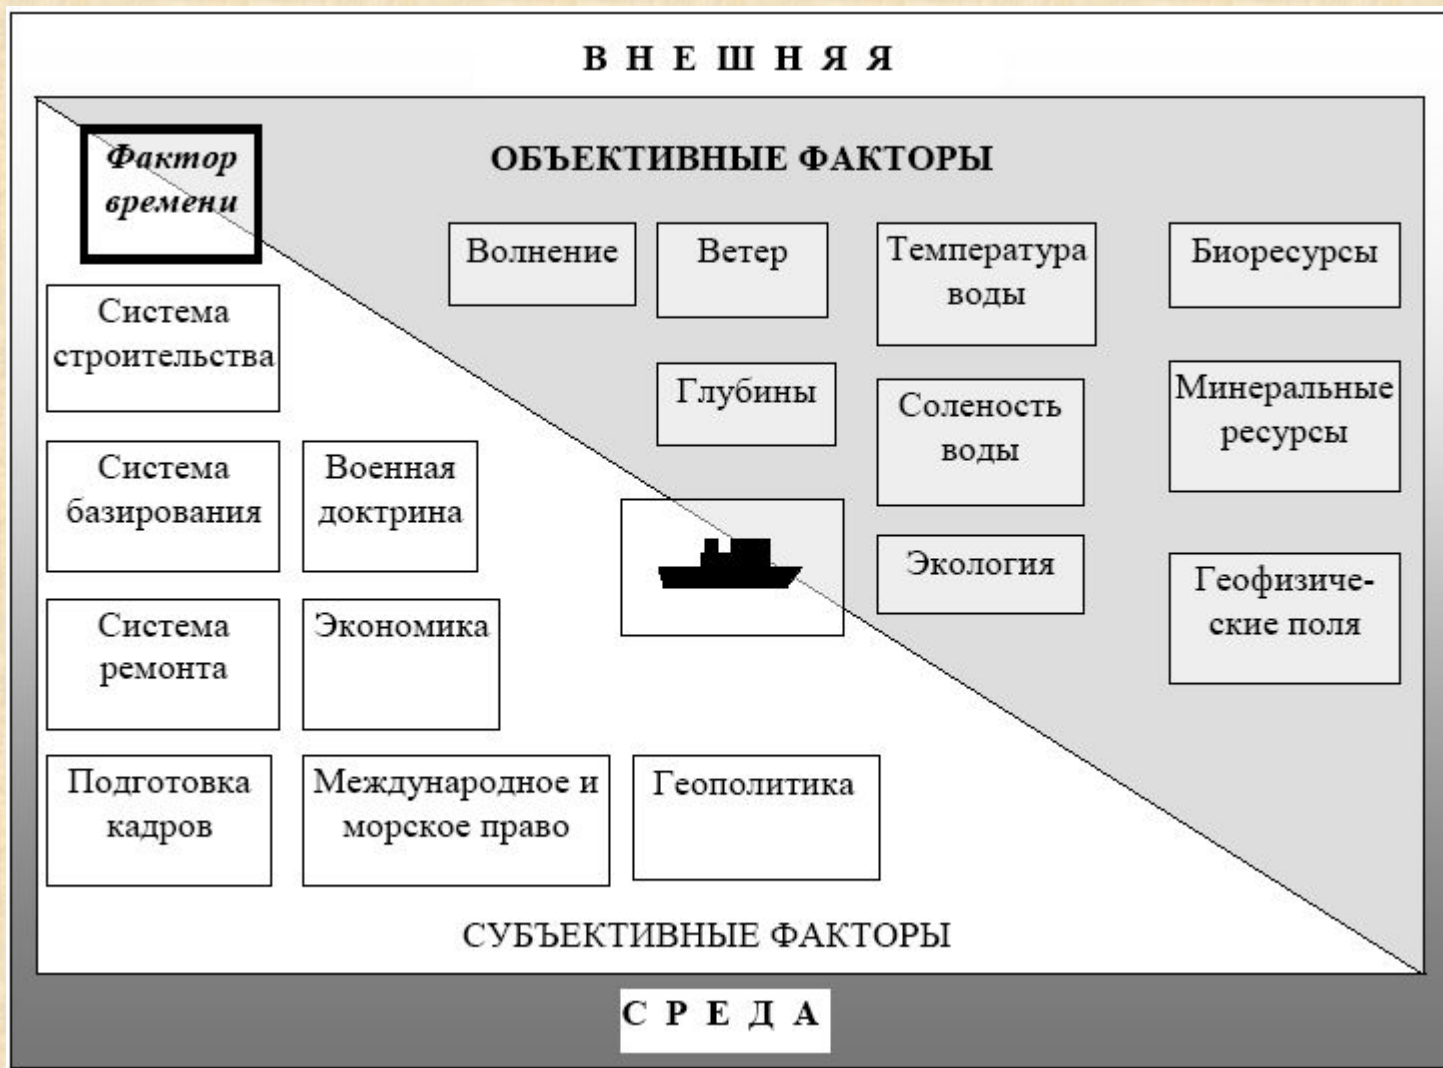 В Н Е Ш Н Я Я
Фактор
времени
ОБЪЕКТИВНЫЕ ФАКТОРЫ
Волнение
Ветер
Температура
воды
Биоресурсы
Глубины
Соленость
воды
Минеральные
ресурсы
Экология
Геофизиче-
ские поля
Система
строительства
Система
базирования
Военная
доктрина
Система
ремонта
Экономика
Подготовка
кадров
Международное и
морское право
Геополитика
СУБЪЕКТИВНЫЕ ФАКТОРЫ
С Р Е Д А